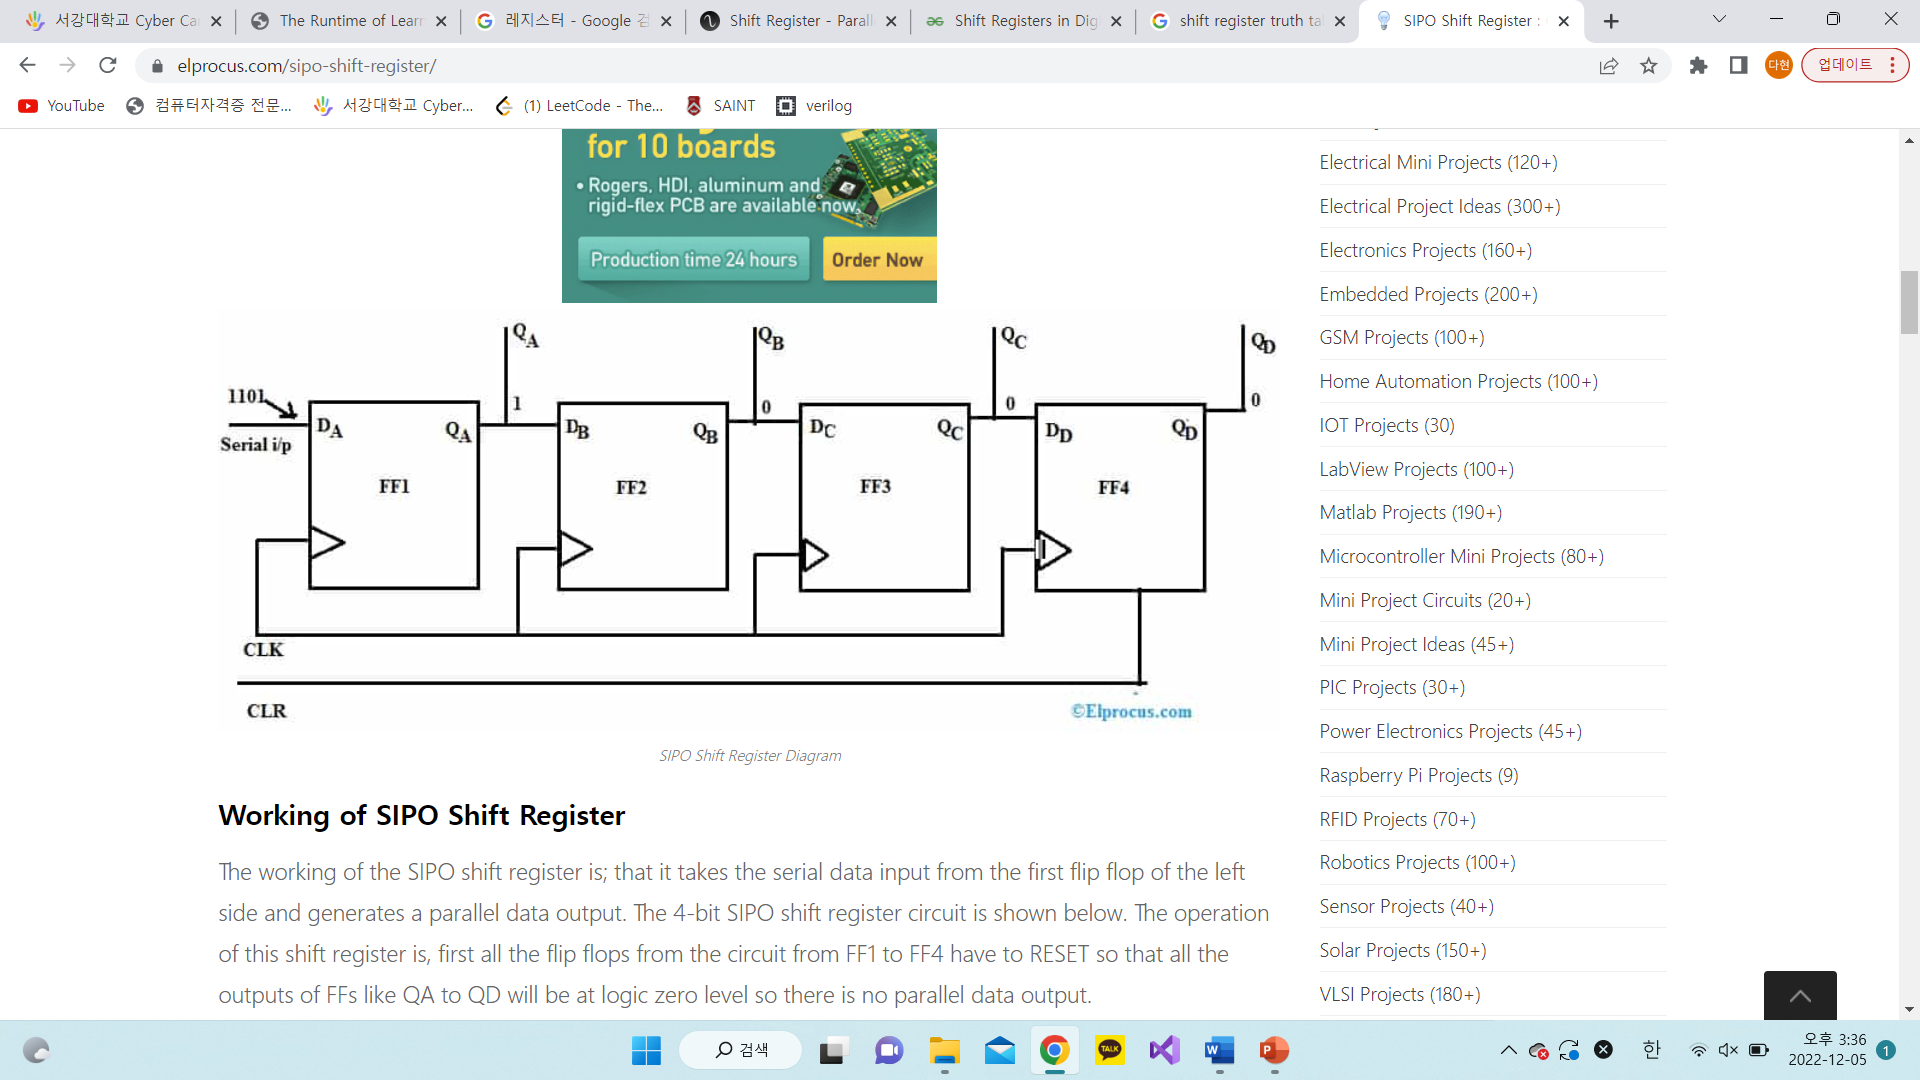 서강대학교 Cyber Ca
The Runtime of Lear
레지스터 - Google 검
Shift Register - Parall
Shift Registers in Dig
shift register truth ta
SIPO Shift Register :
elprocus.com/sipo-shift-register/
다현
업데이트
YouTube
컴퓨터자격증 전문...
서강대학교 Cyber...
(1) LeetCode - The...
SAINT
verilog
for 10 boards
• Rogers, HDI, aluminum and
rigid-flex PCB are available now.
Production time 24 hours
Order Now
QA
QB
QC
QD
1101
1
0
0
0
Serial i/p
DA
QA
DB
QB
DC
QC
DD
QD
FF1
FF2
FF3
FF4
CLK
CLR
©Elprocus.com
SIPO Shift Register Diagram
Working of SIPO Shift Register
The working of the SIPO shift register is; that it takes the serial data input from the first flip flop of the left
side and generates a parallel data output. The 4-bit SIPO shift register circuit is shown below. The operation
of this shift register is, first all the flip flops from the circuit from FF1 to FF4 have to RESET so that all the
outputs of FFs like QA to QD will be at logic zero level so there is no parallel data output.
Electrical Mini Projects (120+)
Electrical Project Ideas (300+)
Electronics Projects (160+)
Embedded Projects (200+)
GSM Projects (100+)
Home Automation Projects (100+)
IOT Projects (30)
LabView Projects (100+)
Matlab Projects (190+)
Microcontroller Mini Projects (80+)
Mini Project Circuits (20+)
Mini Project Ideas (45+)
PIC Projects (30+)
Power Electronics Projects (45+)
Raspberry Pi Projects (9)
RFID Projects (70+)
Robotics Projects (100+)
Sensor Projects (40+)
Solar Projects (150+)
VLSI Projects (180+)
검색
TALK
한
오후 3:36
2022-12-05
1